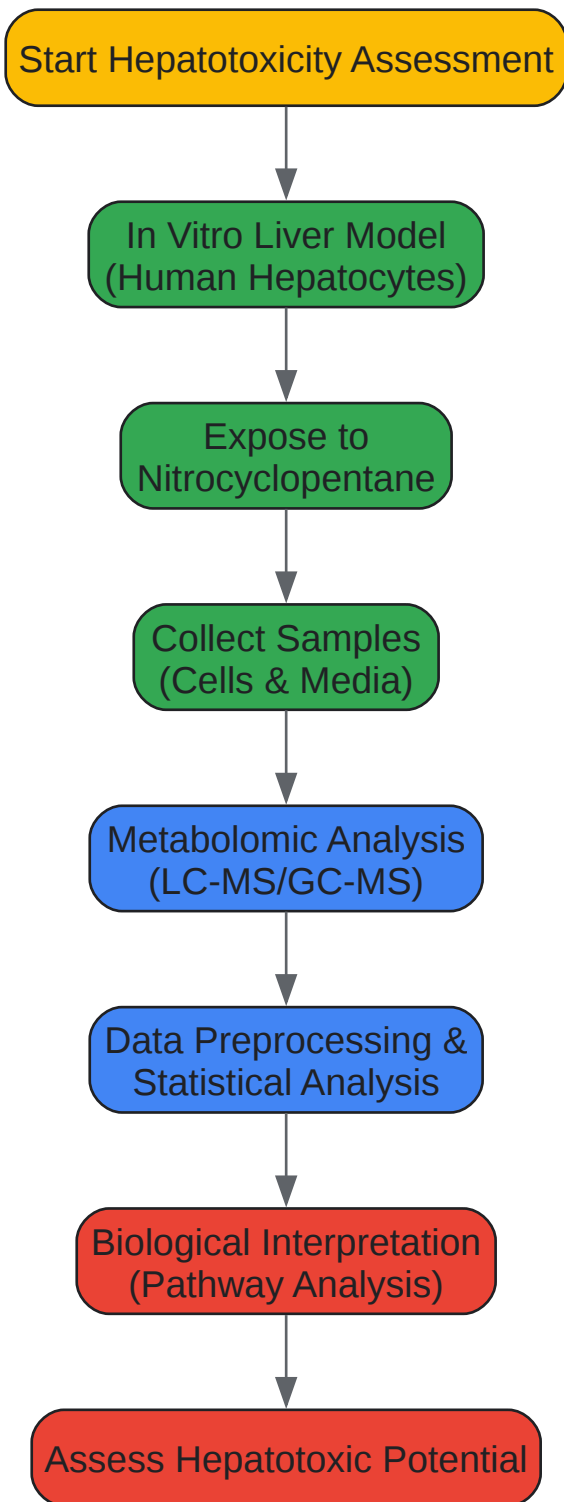 Start Hepatotoxicity Assessment
In Vitro Liver Model
(Human Hepatocytes)
Expose to
Nitrocyclopentane
Collect Samples
(Cells & Media)
Metabolomic Analysis
(LC-MS/GC-MS)
Data Preprocessing &
Statistical Analysis
Biological Interpretation
(Pathway Analysis)
Assess Hepatotoxic Potential